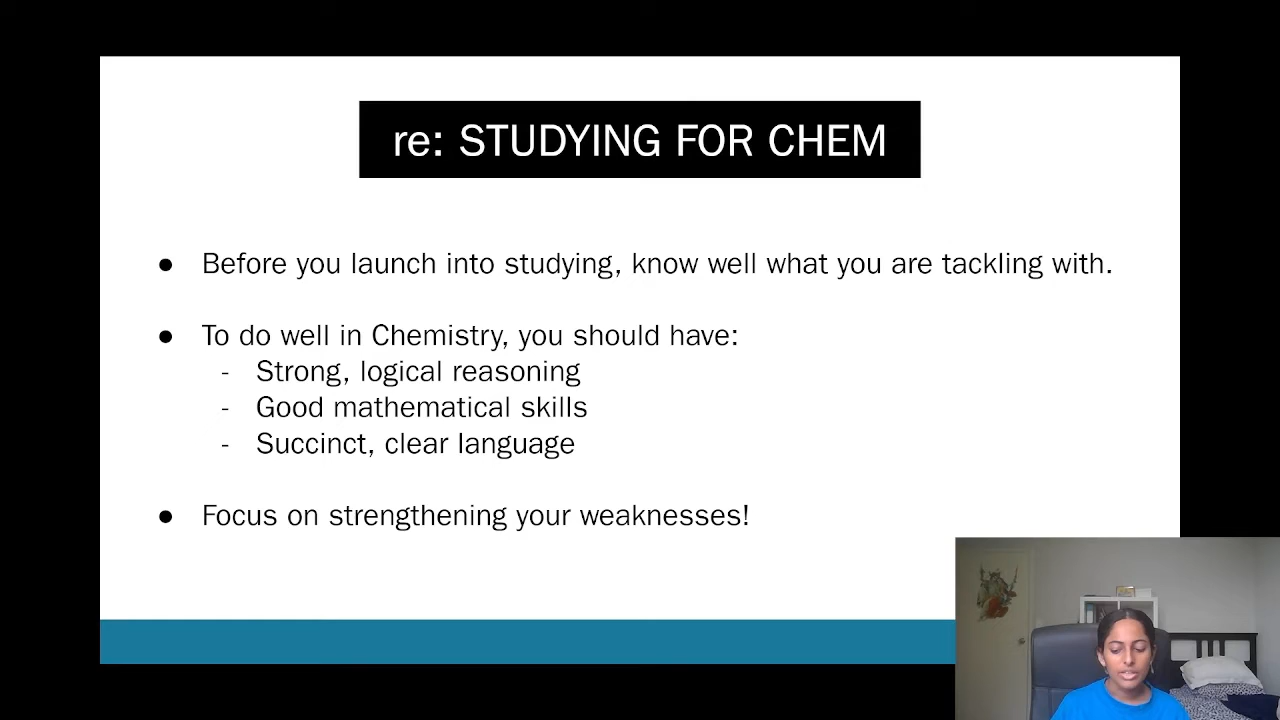 re: STUDYING FOR CHEM
● Before you launch into studying, know well what you are tackling with.
● To do well in Chemistry, you should have:
- Strong, logical reasoning
- Good mathematical skills
- Succinct, clear language
● Focus on strengthening your weaknesses!